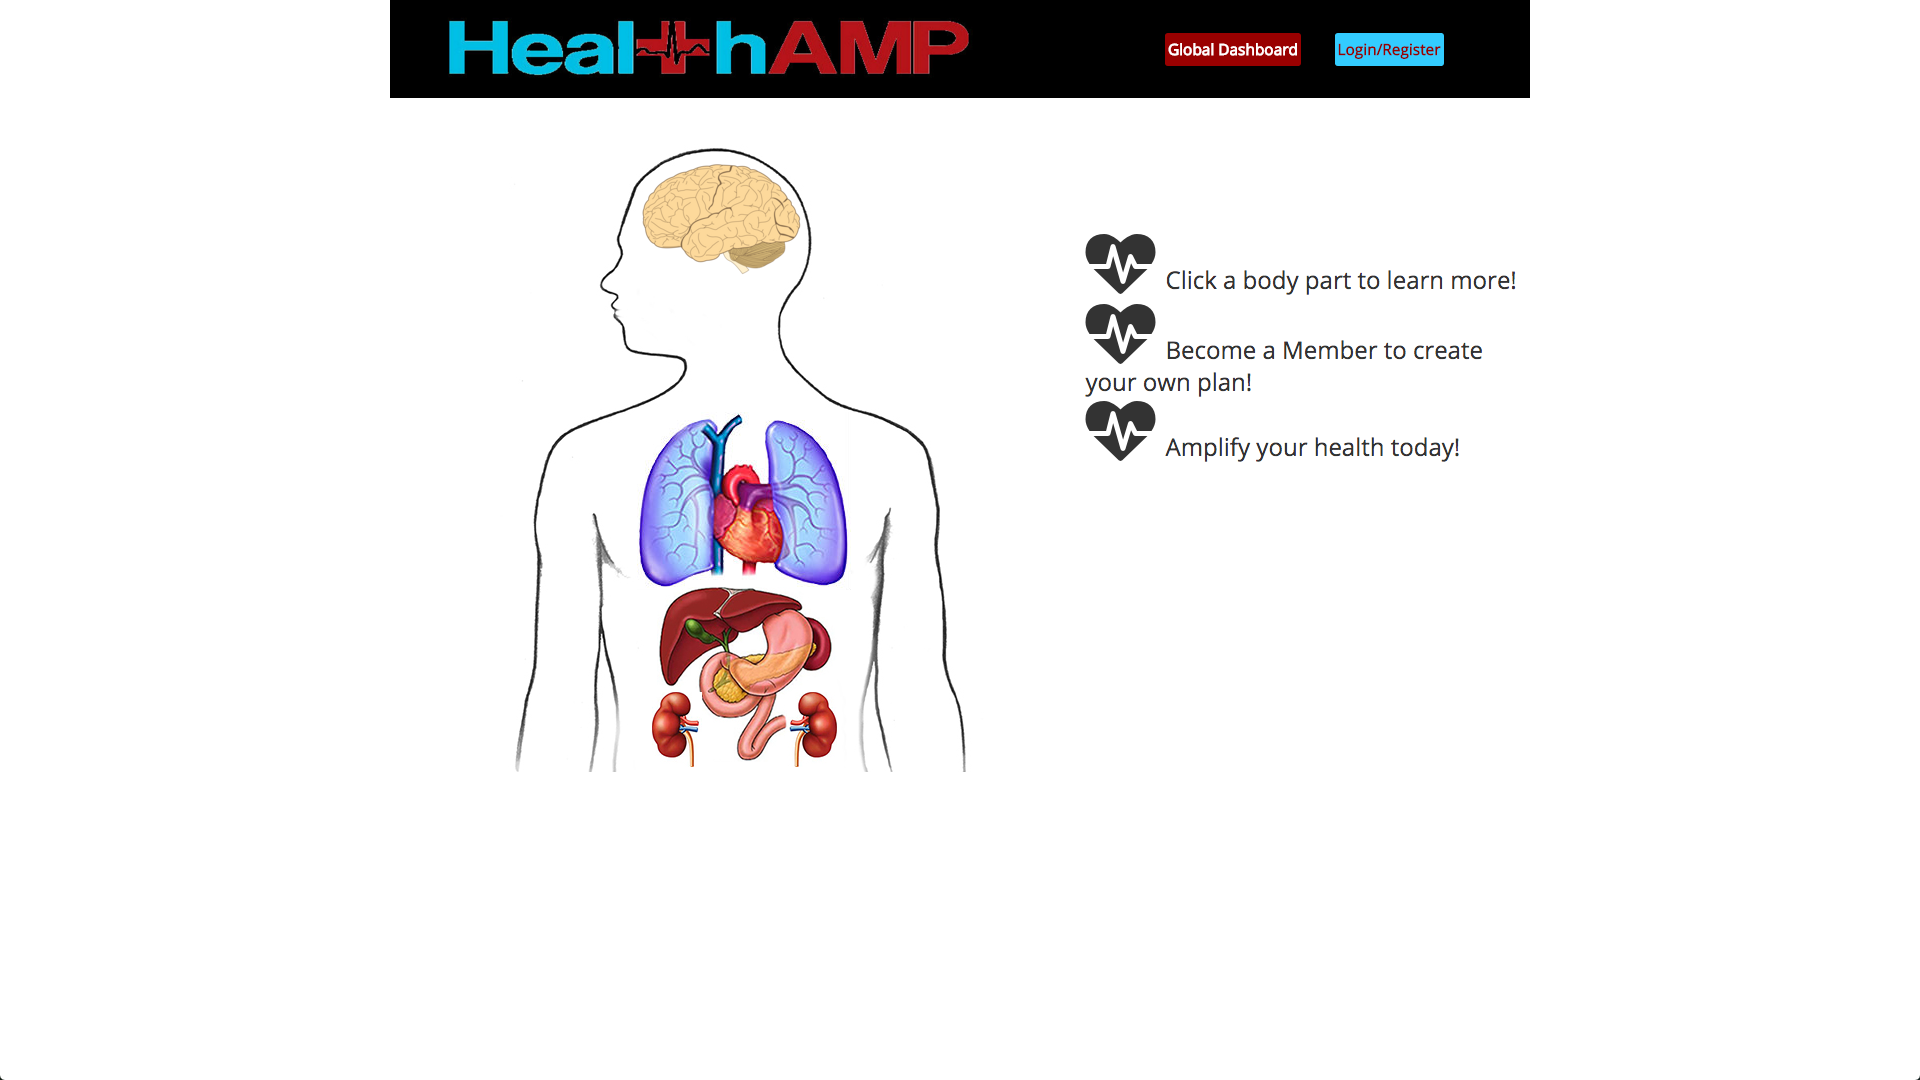 HealthAMP
Global Dashboard
Login/Register
Click a body part to learn more!
Become a Member to create
your own plan!
Amplify your health today!